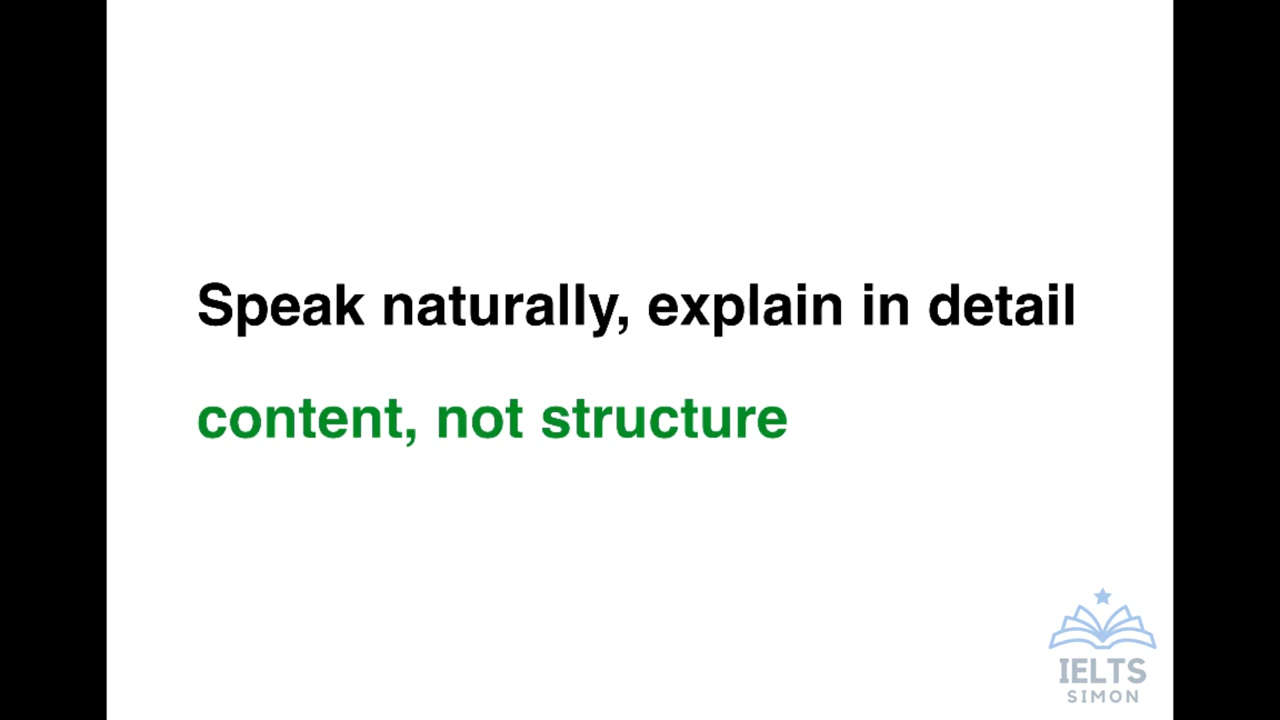 Speak naturally, explain in detail
content, not structure
IELTS
SIMON